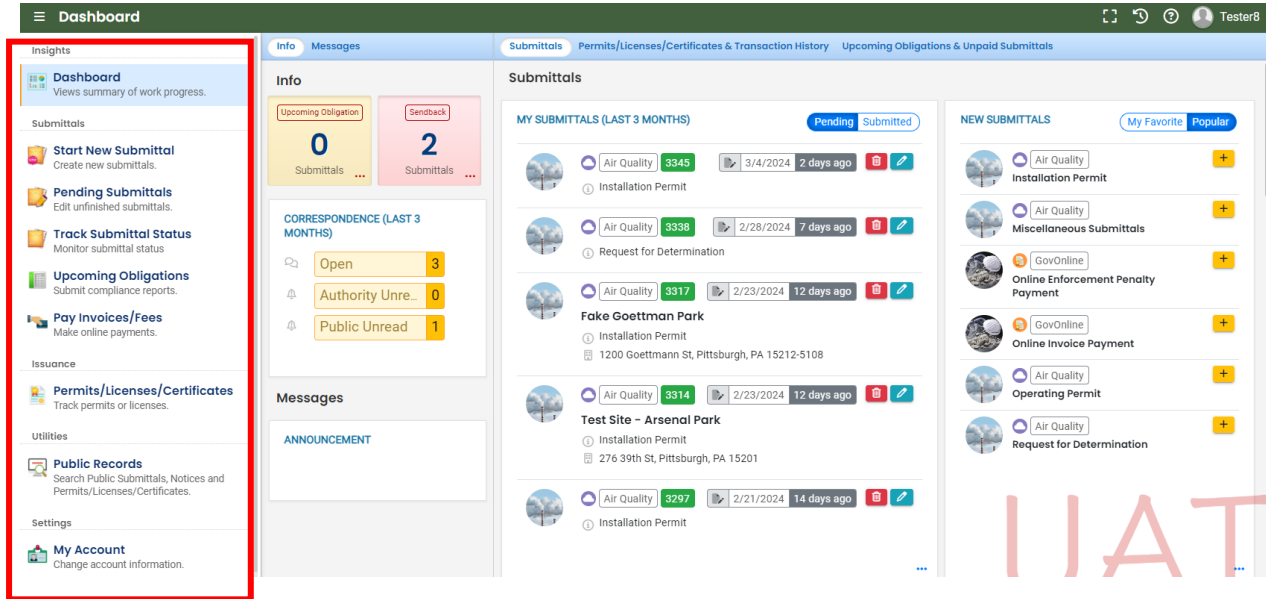 Dashboard
Tester8
Insights
Dashboard
Views summary of work progress.
Submittals
Start New Submittal
Create new submittals.
Pending Submittals
Edit unfinished submittals.
Track Submittal Status
Monitor submittal status
Upcoming Obligations
Submit compliance reports.
Pay Invoices/Fees
Make online payments.
Issuance
Permits/Licenses/Certificates
Track permits or licenses.
Utilities
Public Records
Search Public Submittals, Notices and
Permits/Licenses/Certificates.
Settings
My Account
Change account information.
Info Messages
Info
Upcoming Obligation
0
Submittals ...
Sendback
2
Submittals ...
CORRESPONDENCE (LAST 3
MONTHS)
Open 3
Authority Unre... 0
Public Unread 1
Messages
ANNOUNCEMENT
Submittals Permits/Licenses/Certificates & Transaction History Upcoming Obligations & Unpaid Submittals
Submittals
MY SUBMITTALS (LAST 3 MONTHS) Pending Submitted
Air Quality 3345 3/4/2024 2 days ago
Installation Permit
Air Quality 3338 2/28/2024 7 days ago
Request for Determination
Air Quality 3317 2/23/2024 12 days ago
Fake Goettman Park
Installation Permit
1200 Goettmann St, Pittsburgh, PA 15212-5108
Air Quality 3314 2/23/2024 12 days ago
Test Site - Arsenal Park
Installation Permit
276 39th St, Pittsburgh, PA 15201
Air Quality 3297 2/21/2024 14 days ago
Installation Permit
...
NEW SUBMITTALS My Favorite Popular
Air Quality +
Installation Permit
Air Quality +
Miscellaneous Submittals
GovOnline +
Online Enforcement Penalty
Payment
GovOnline +
Online Invoice Payment
Air Quality +
Operating Permit
Air Quality +
Request for Determination
UAT
...